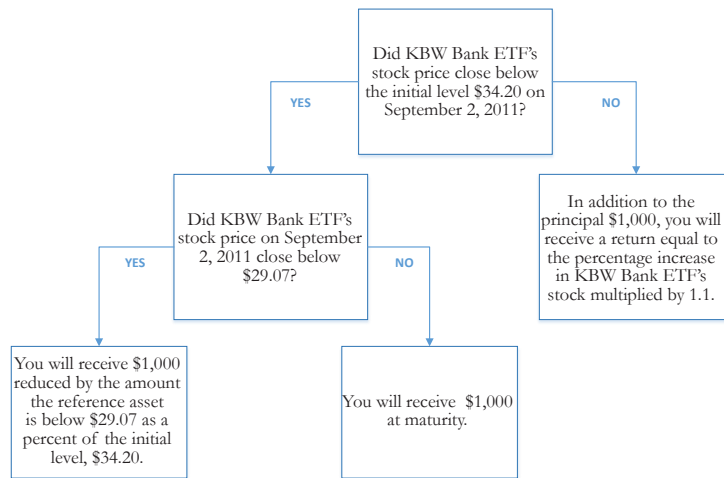 Did KBW Bank ETF's
stock price close below
the initial level $34.20 on
September 2, 2011?
YES
NO
Did KBW Bank ETF's
stock price on September
2, 2011 close below
$29.07?
In addition to the
principal $1,000, you will
receive a return equal to
the percentage increase
in KBW Bank ETF's
stock multiplied by 1.1.
YES
NO
You will receive $1,000
reduced by the amount
the reference asset
is below $29.07 as a
percent of the initial
level, $34.20.
You will receive $1,000
at maturity.